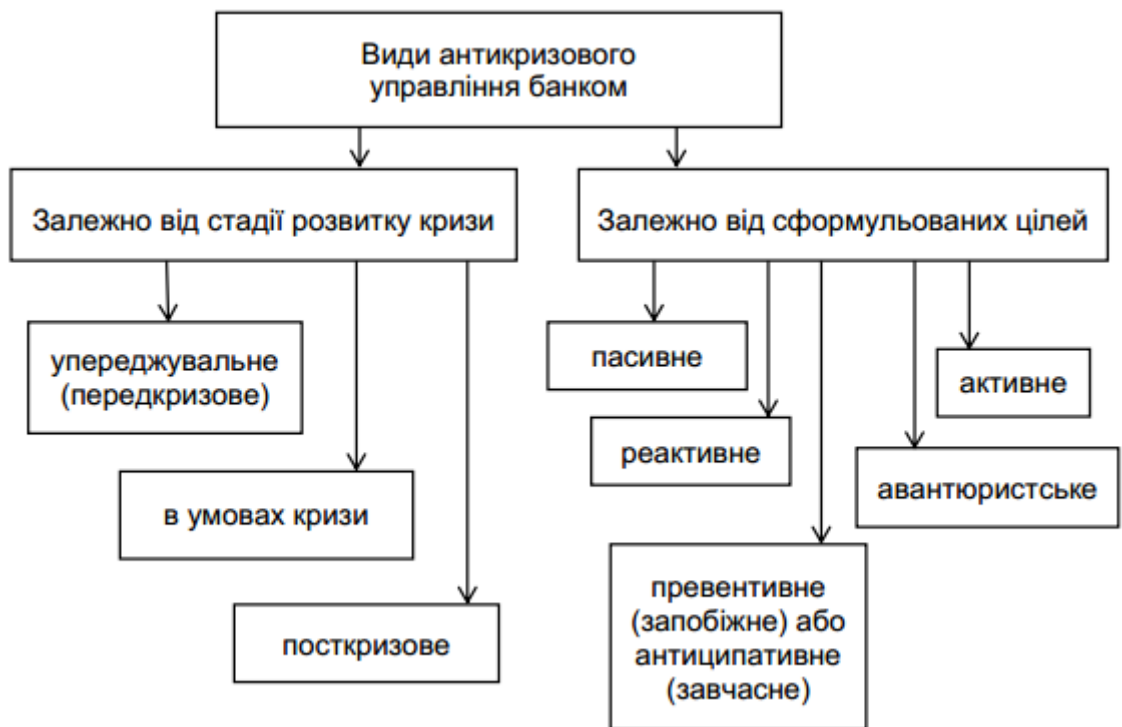 Види антикризового
управління банком
Залежно від стадії розвитку кризи
Залежно від сформульованих цілей
упереджувальне
(передкризове)
в умовах кризи
посткризове
пасивне
реактивне
превентивне
(запобіжне) або
антиципативне
(завчасне)
авантюристське
активне